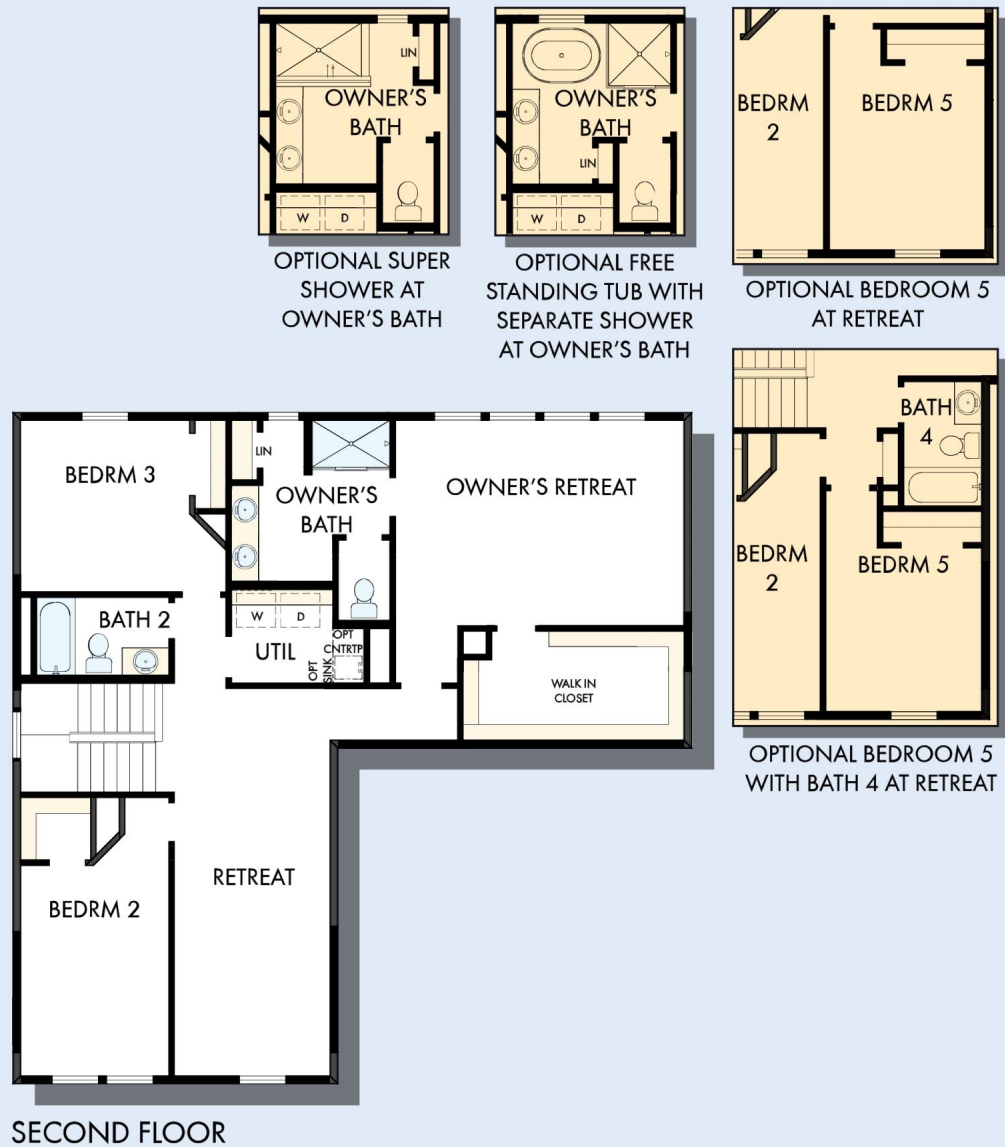 LIN
OWNER'S
BATH
W D
OPTIONAL SUPER
SHOWER AT
OWNER'S BATH
OWNER'S
BATH
LIN
W D
OPTIONAL FREE
STANDING TUB WITH
SEPARATE SHOWER
AT OWNER'S BATH
BEDRM
2
BEDRM 5
OPTIONAL BEDROOM 5
AT RETREAT
BATH
4
BEDRM
2
BEDRM 5
OPTIONAL BEDROOM 5
WITH BATH 4 AT RETREAT
BEDRM 3
LIN
OWNER'S
BATH
OWNER'S RETREAT
BATH 2
W D
UTIL
OPT
SINK
OPT
CNTRTP
WALK IN
CLOSET
RETREAT
BEDRM 2
SECOND FLOOR